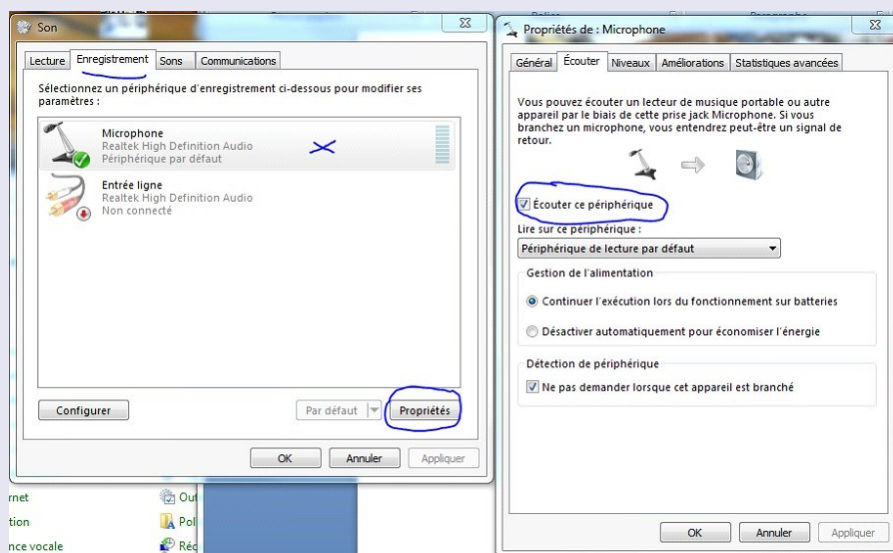 Son
Lecture Enregistrement Sons Communications
Sélectionnez un périphérique d'enregistrement ci-dessous pour modifier ses
paramètres :
Microphone
Realtek High Definition Audio
Périphérique par défaut
Entrée ligne
Realtek High Definition Audio
Non connecté
Configurer Par défaut Propriétés
OK Annuler Appliquer
rnet Out
tion Pol
nce vocale Réc
Propriétés de : Microphone
Général Écouter Niveaux Améliorations Statistiques avancées
Vous pouvez écouter un lecteur de musique portable ou autre
appareil par le biais de cette prise jack Microphone. Si vous
branchez un microphone, vous entendrez peut-être un signal de
retour.
Écouter ce périphérique
Lire sur ce périphérique :
Périphérique de lecture par défaut
Gestion de l'alimentation
Continuer l'exécution lors du fonctionnement sur batteries
Désactiver automatiquement pour économiser l'énergie
Détection de périphérique
Ne pas demander lorsque cet appareil est branché
OK Annuler Appliquer